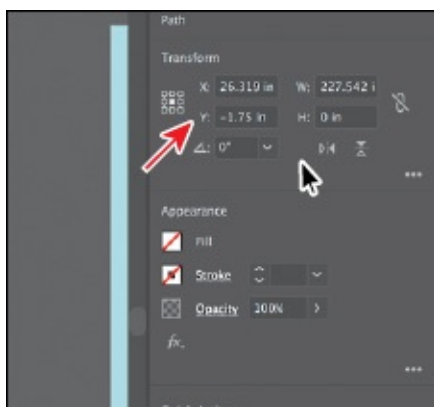 Path
Transform
X: 26.319 in W: 227.542 i
Y: -1.75 in H: 0 in
0°
Appearance
Fill
Stroke
Opacity 100%
fx.